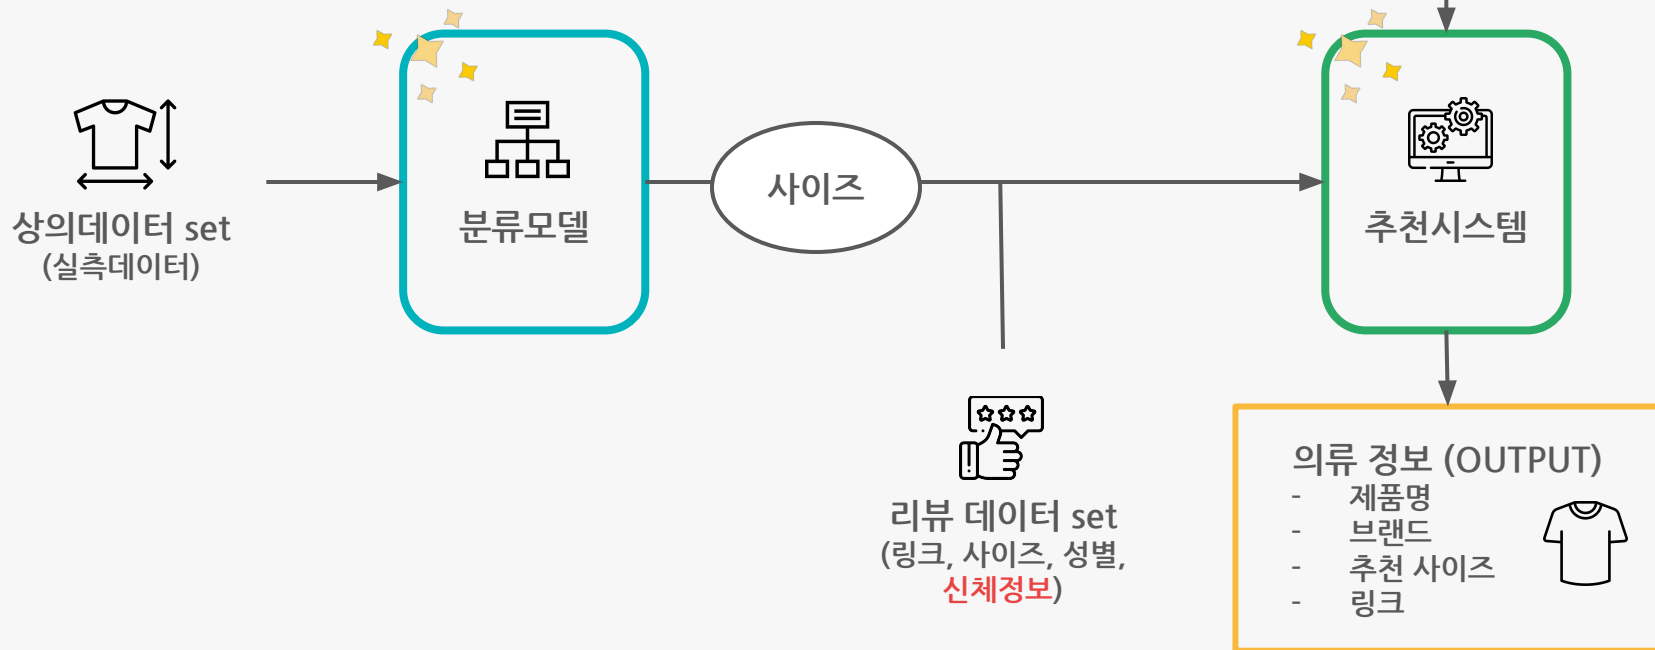 상의데이터 set
(실측데이터)
분류모델
사이즈
추천시스템
리뷰 데이터 set
(링크, 사이즈, 성별,
신체정보)
의류 정보 (OUTPUT)
- 제품명
- 브랜드
- 추천 사이즈
- 링크